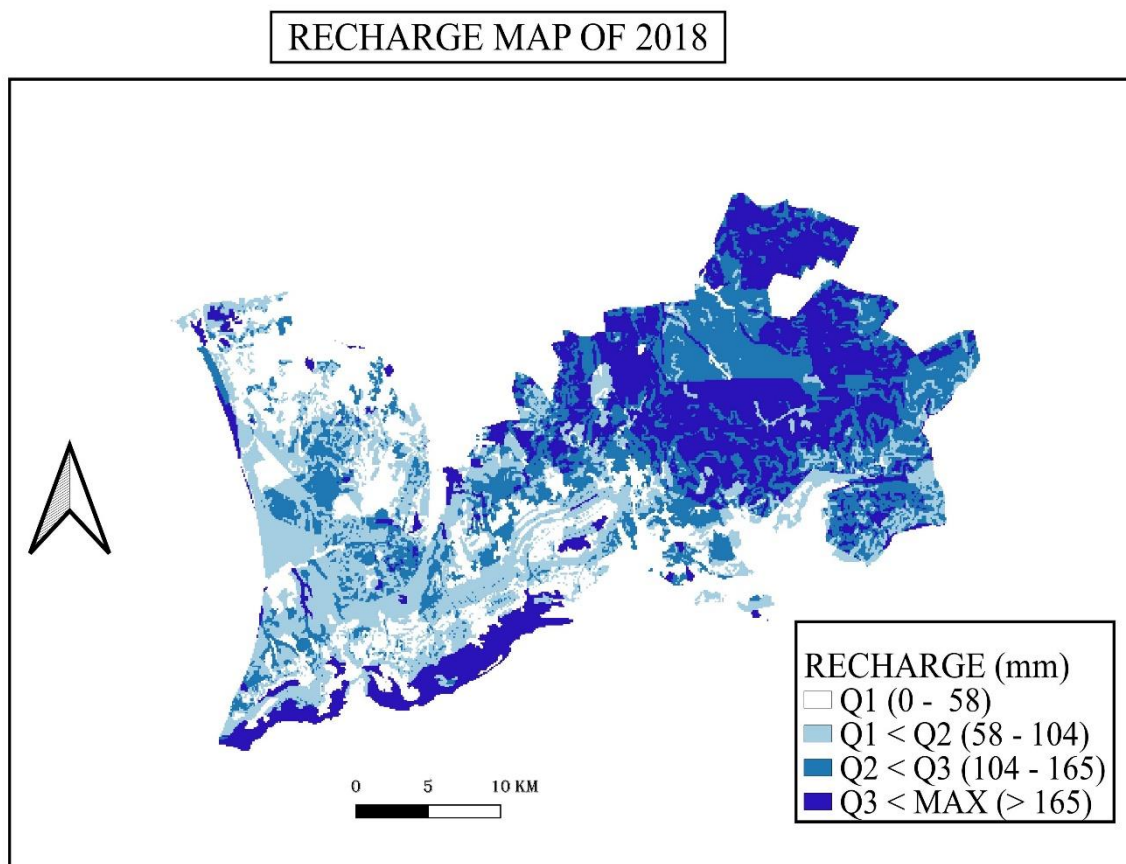 RECHARGE MAP OF 2018
0 5 10 KM
RECHARGE (mm)
Q1 (0 - 58)
Q1 < Q2 (58 - 104)
Q2 < Q3 (104 - 165)
Q3 < MAX (> 165)